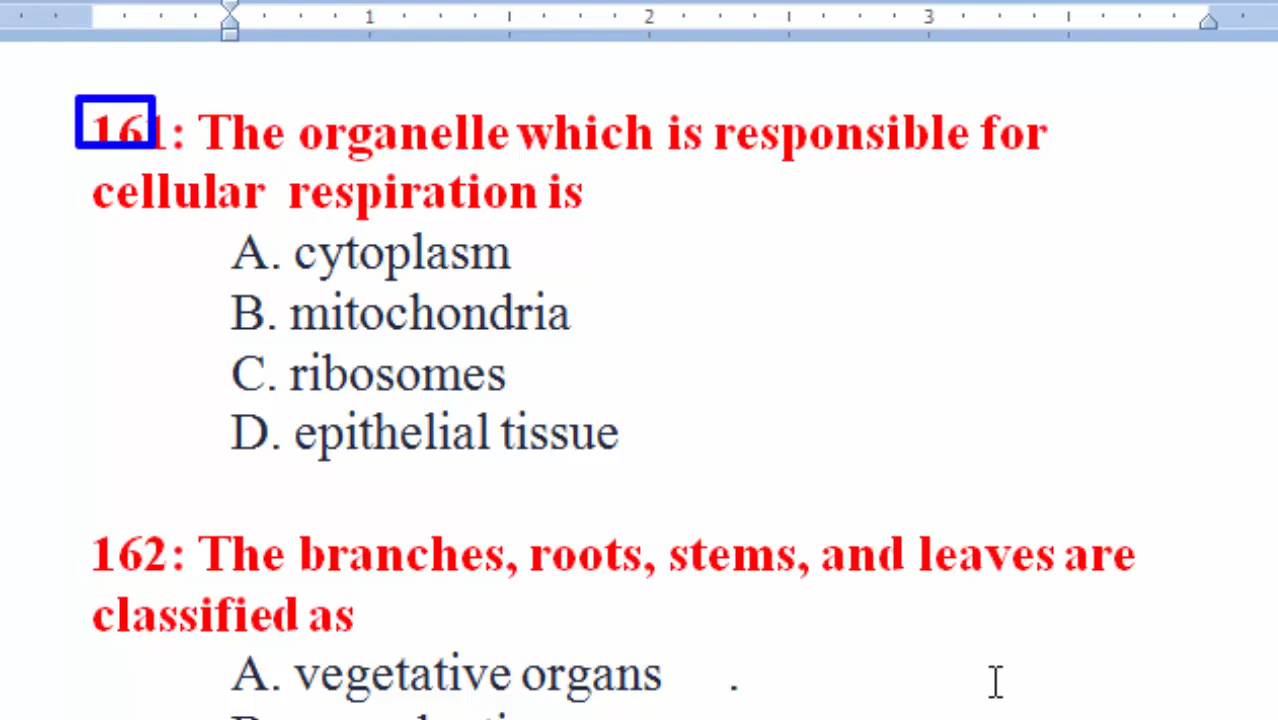 1 2 3
161: The organelle which is responsible for
cellular respiration is
A. cytoplasm
B. mitochondria
C. ribosomes
D. epithelial tissue
162: The branches, roots, stems, and leaves are
classified as
A. vegetative organs .